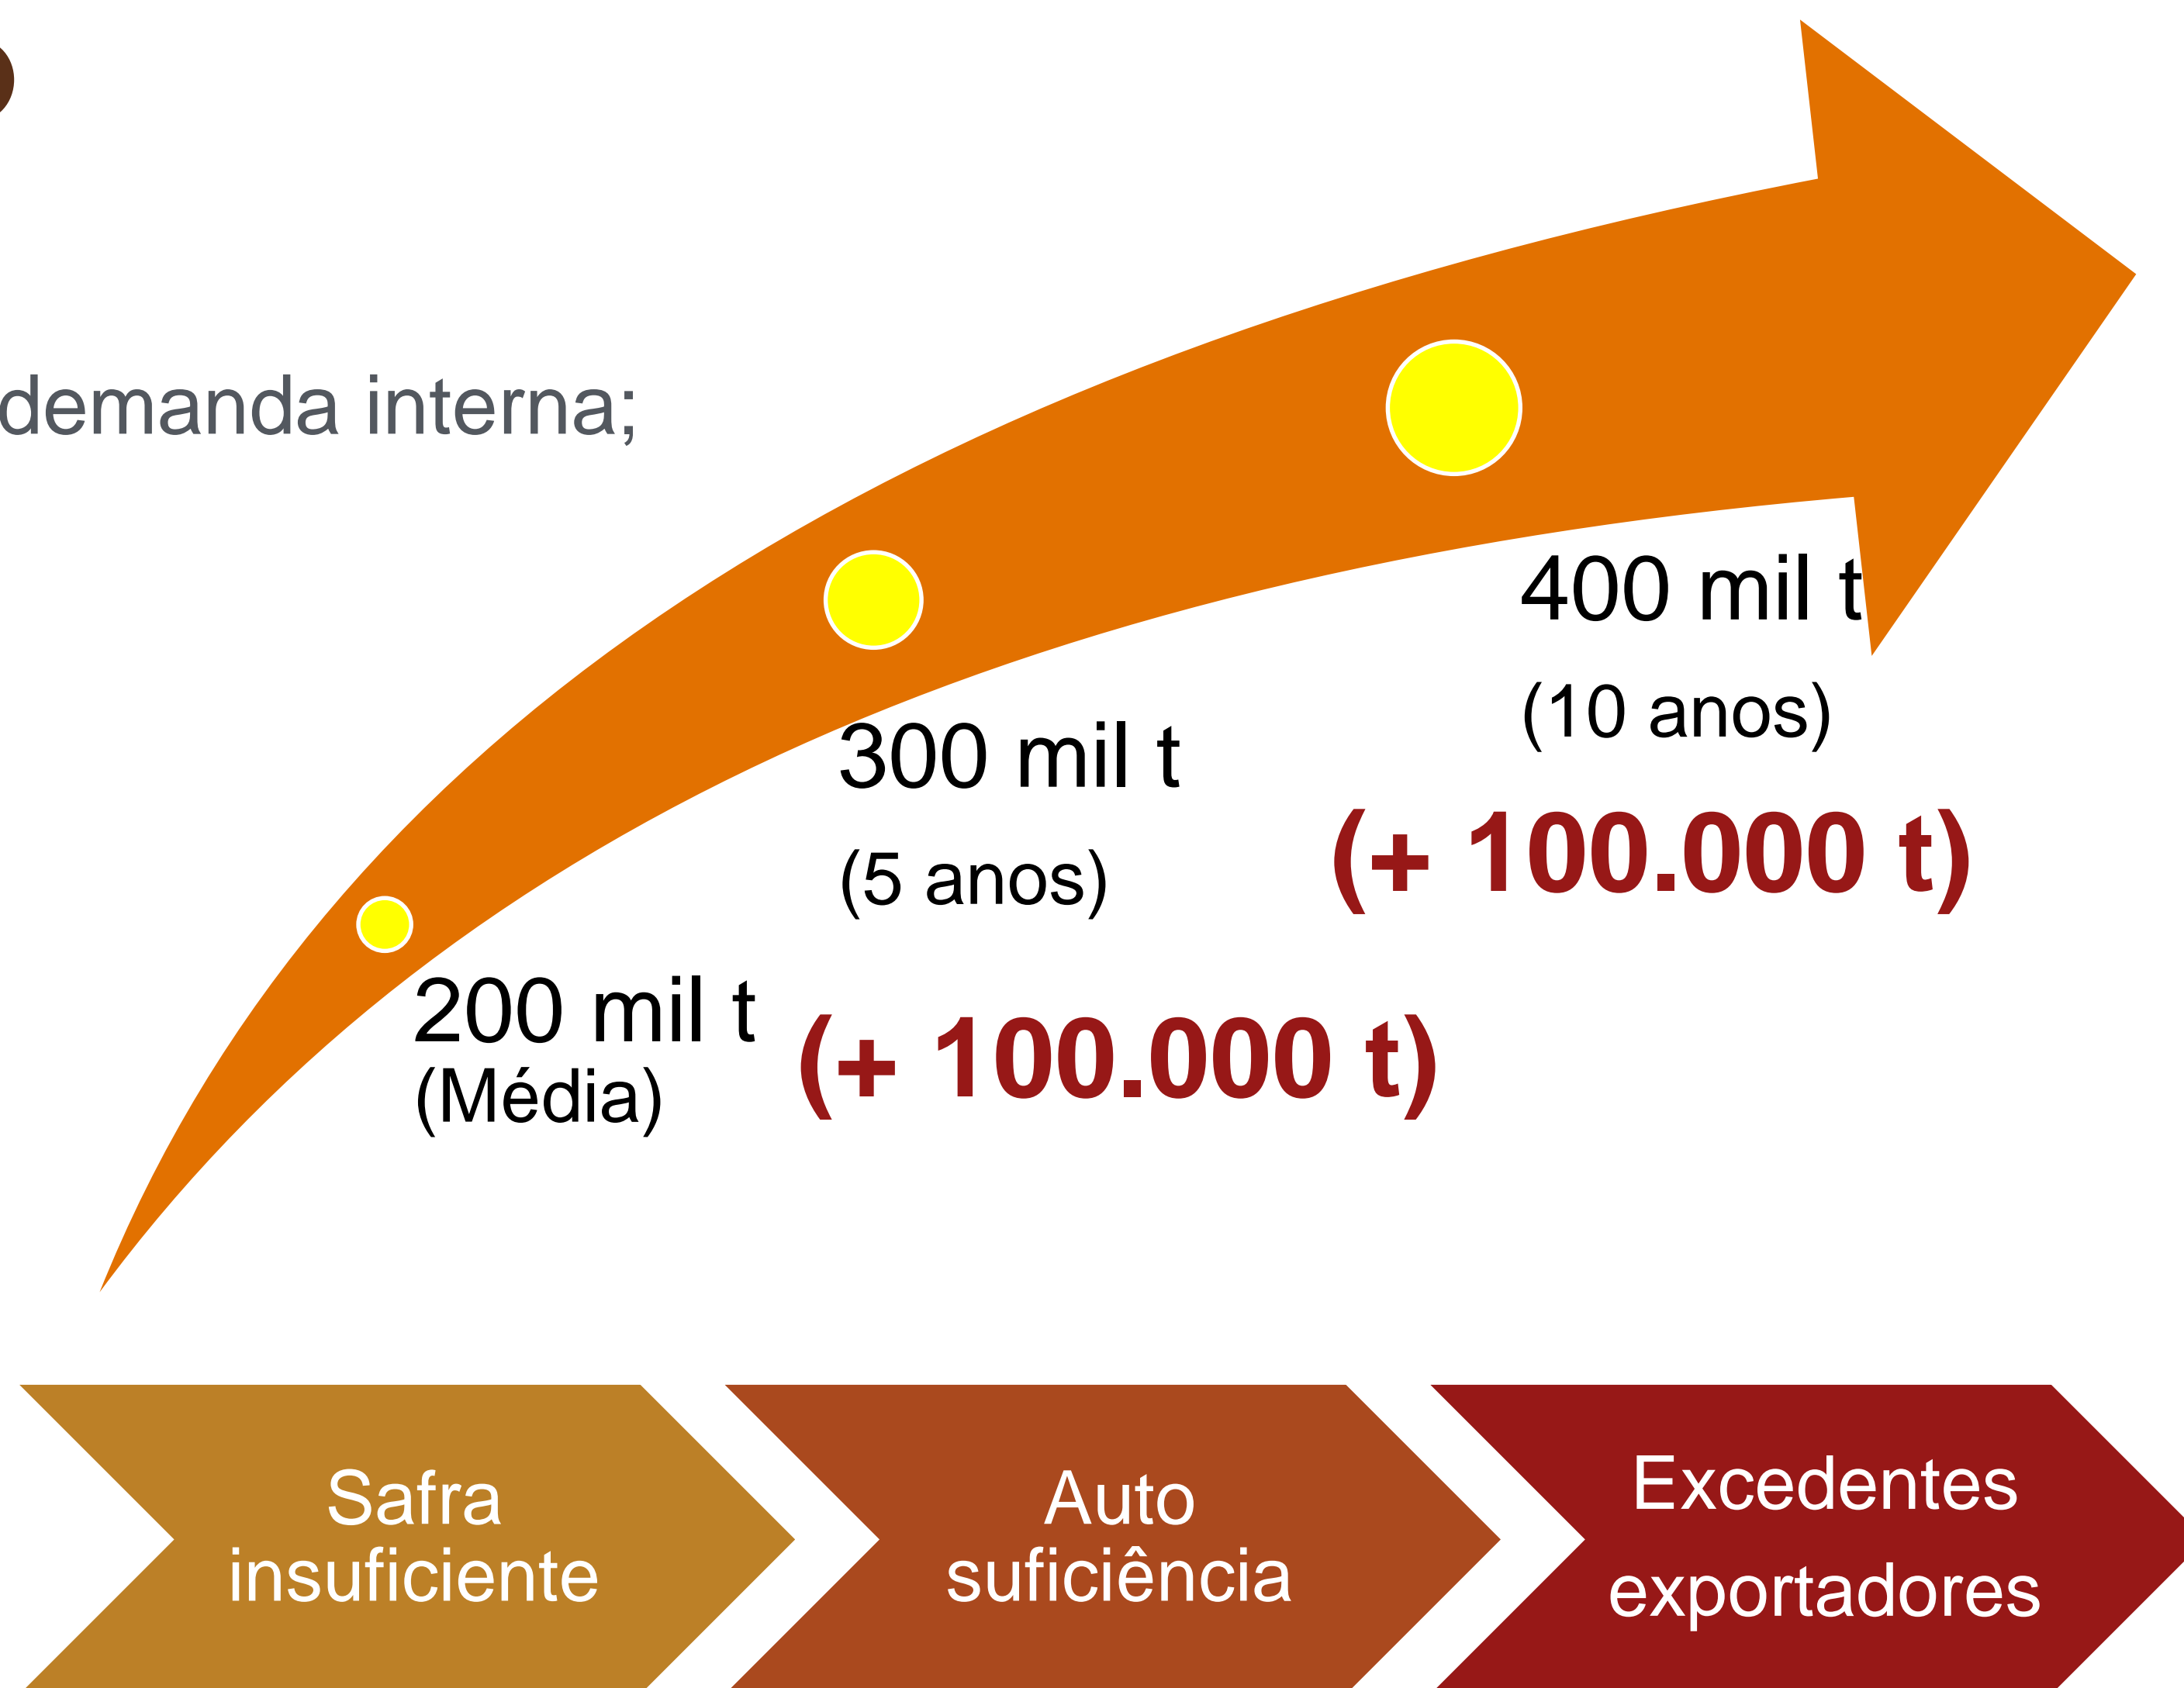 demanda interna;
400 mil t
(10 anos)
(+ 100.000 t)
300 mil t
(5 anos)
(+ 100.000 t)
200 mil t
(Média)
Safra
insuficiente
Auto
suficiência
Excedentes
exportadores